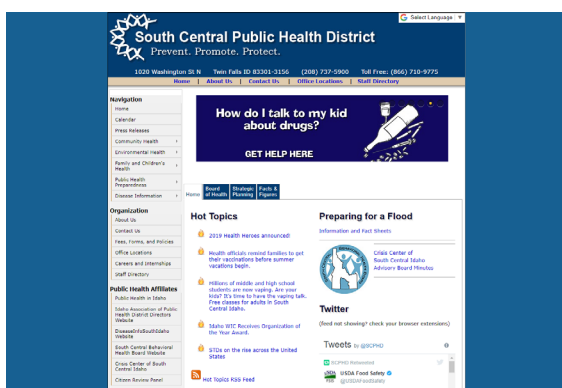 Select Language ▼
South Central Public Health District
Prevent. Promote. Protect.
1020 Washington St N Twin Falls ID 83301-3156 (208) 737-5900 Toll Free: (866) 710-9775
Home | About Us | Contact Us | Office Locations | Staff Directory
Navigation
Home
Calendar
Press Releases
Community Health
Environmental Health
Family and Children's
Health
Public Health
Preparedness
Disease Information
Organization
About Us
Contact Us
Fees, Forms, and Policies
Office Locations
Careers and Internships
Staff Directory
Public Health Affiliates
Public Health in Idaho
Idaho Association of Public
Health District Directors
Website
DiseaseInfoSouthIdaho
Website
South Central Behavioral
Health Board Website
Crisis Center of South
Central Idaho
Citizen Review Panel
How do I talk to my kid
about drugs?
GET HELP HERE
Home
Board
of Health
Strategic
Planning
Facts &
Figures
Hot Topics
2019 Health Heroes announced!
Health officials remind families to get
their vaccinations before summer
vacations begin.
Millions of middle and high school
students are now vaping. Are your
kids? It's time to have the vaping talk.
Free classes for adults in South
Central Idaho.
Idaho WIC Receives Organization of
the Year Award.
STDs on the rise across the United
States
Hot Topics RSS Feed
Preparing for a Flood
Information and Fact Sheets
Crisis Center of
South Central Idaho
Advisory Board Minutes
Twitter
(feed not showing? check your browser extensions)
Tweets by @SCPHD
SCPHD Retweeted
USDA Food Safety
@USDAFoodSafety